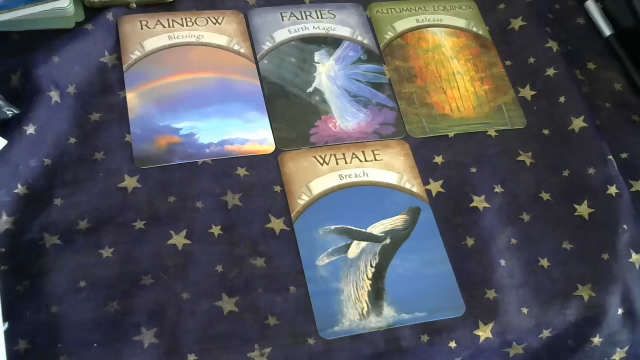 RAINBOW
Blessings
FAIRIES
Earth Magic
AUTUMNAL EQUINOX
Release
WHALE
Breach